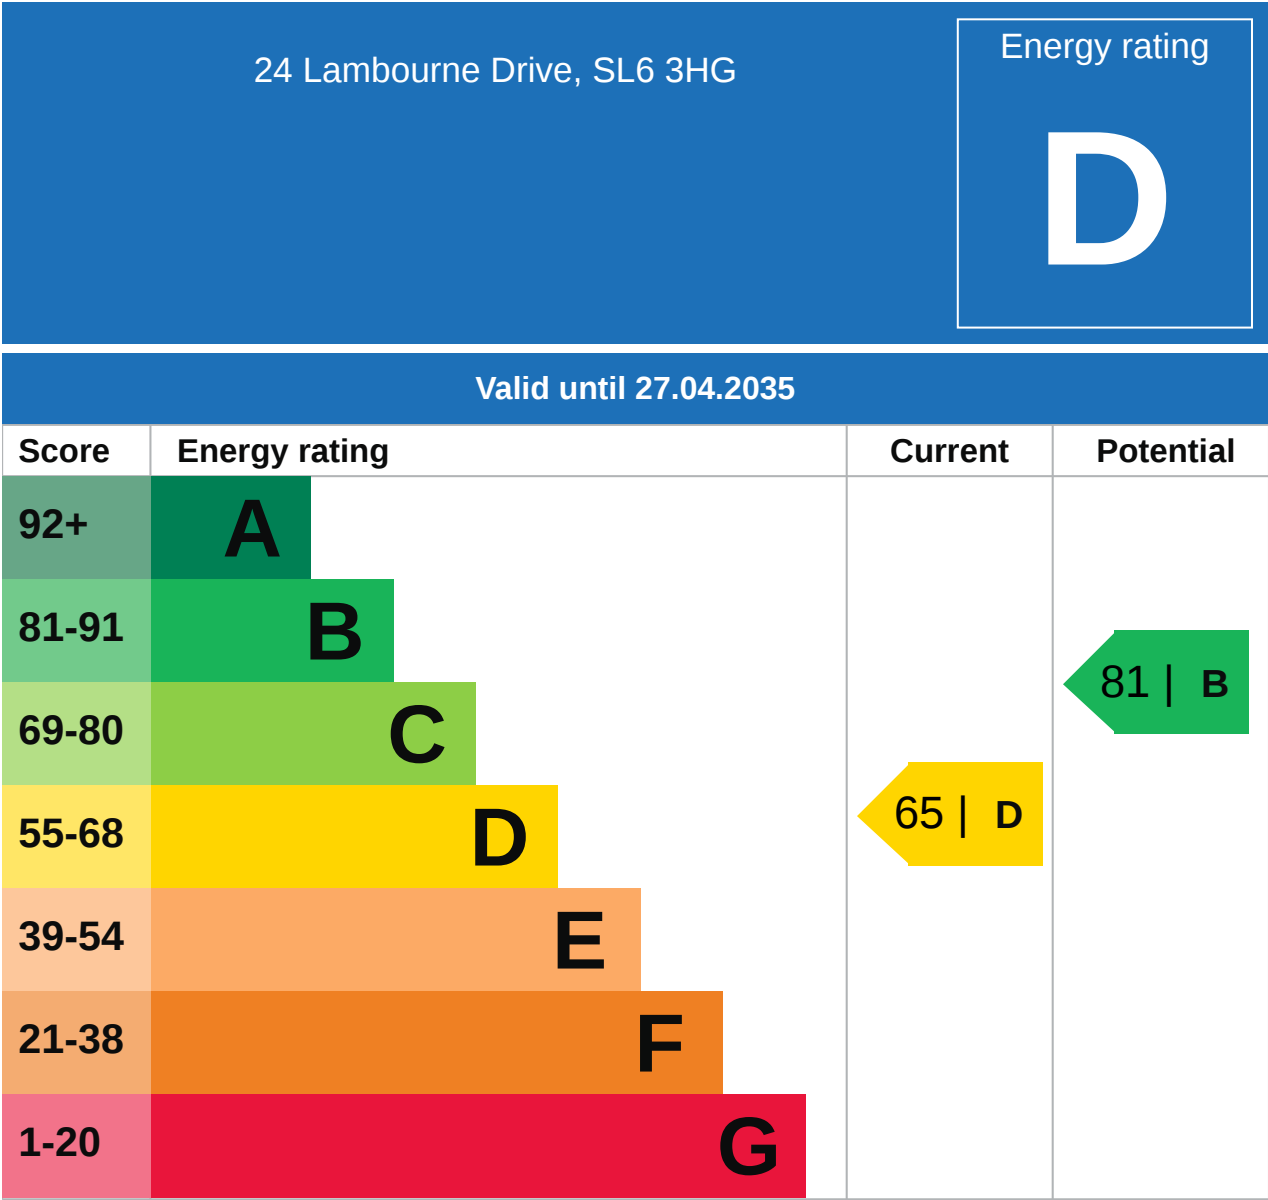 24 Lambourne Drive, SL6 3HG
Energy rating
D
Valid until 27.04.2035
Score Energy rating Current Potential
92+ A
81-91 B
81 | B
69-80 C
55-68 D
65 | D
39-54 E
21-38 F
1-20 G